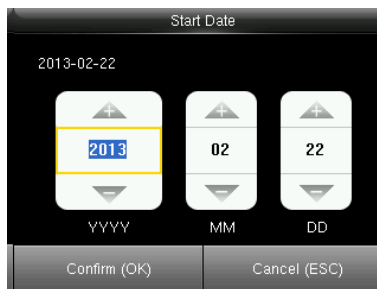 Start Date
2013-02-22
+ + +
2013 02 22
− − −
YYYY MM DD
Confirm (OK) Cancel (ESC)